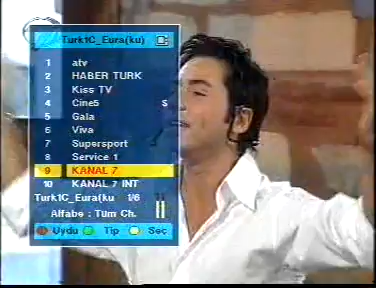 Turk1C_Eura(ku)
1 atv
2 HABER TURK
3 Kiss TV
4 Cine5 S
5 Gala
6 Viva
7 Supersport
8 Service 1
9 KANAL 7
10 KANAL 7 INT
Turk1C_Eura(ku 1/6
Alfabe : Tüm Ch.
Uydu Tip Seç